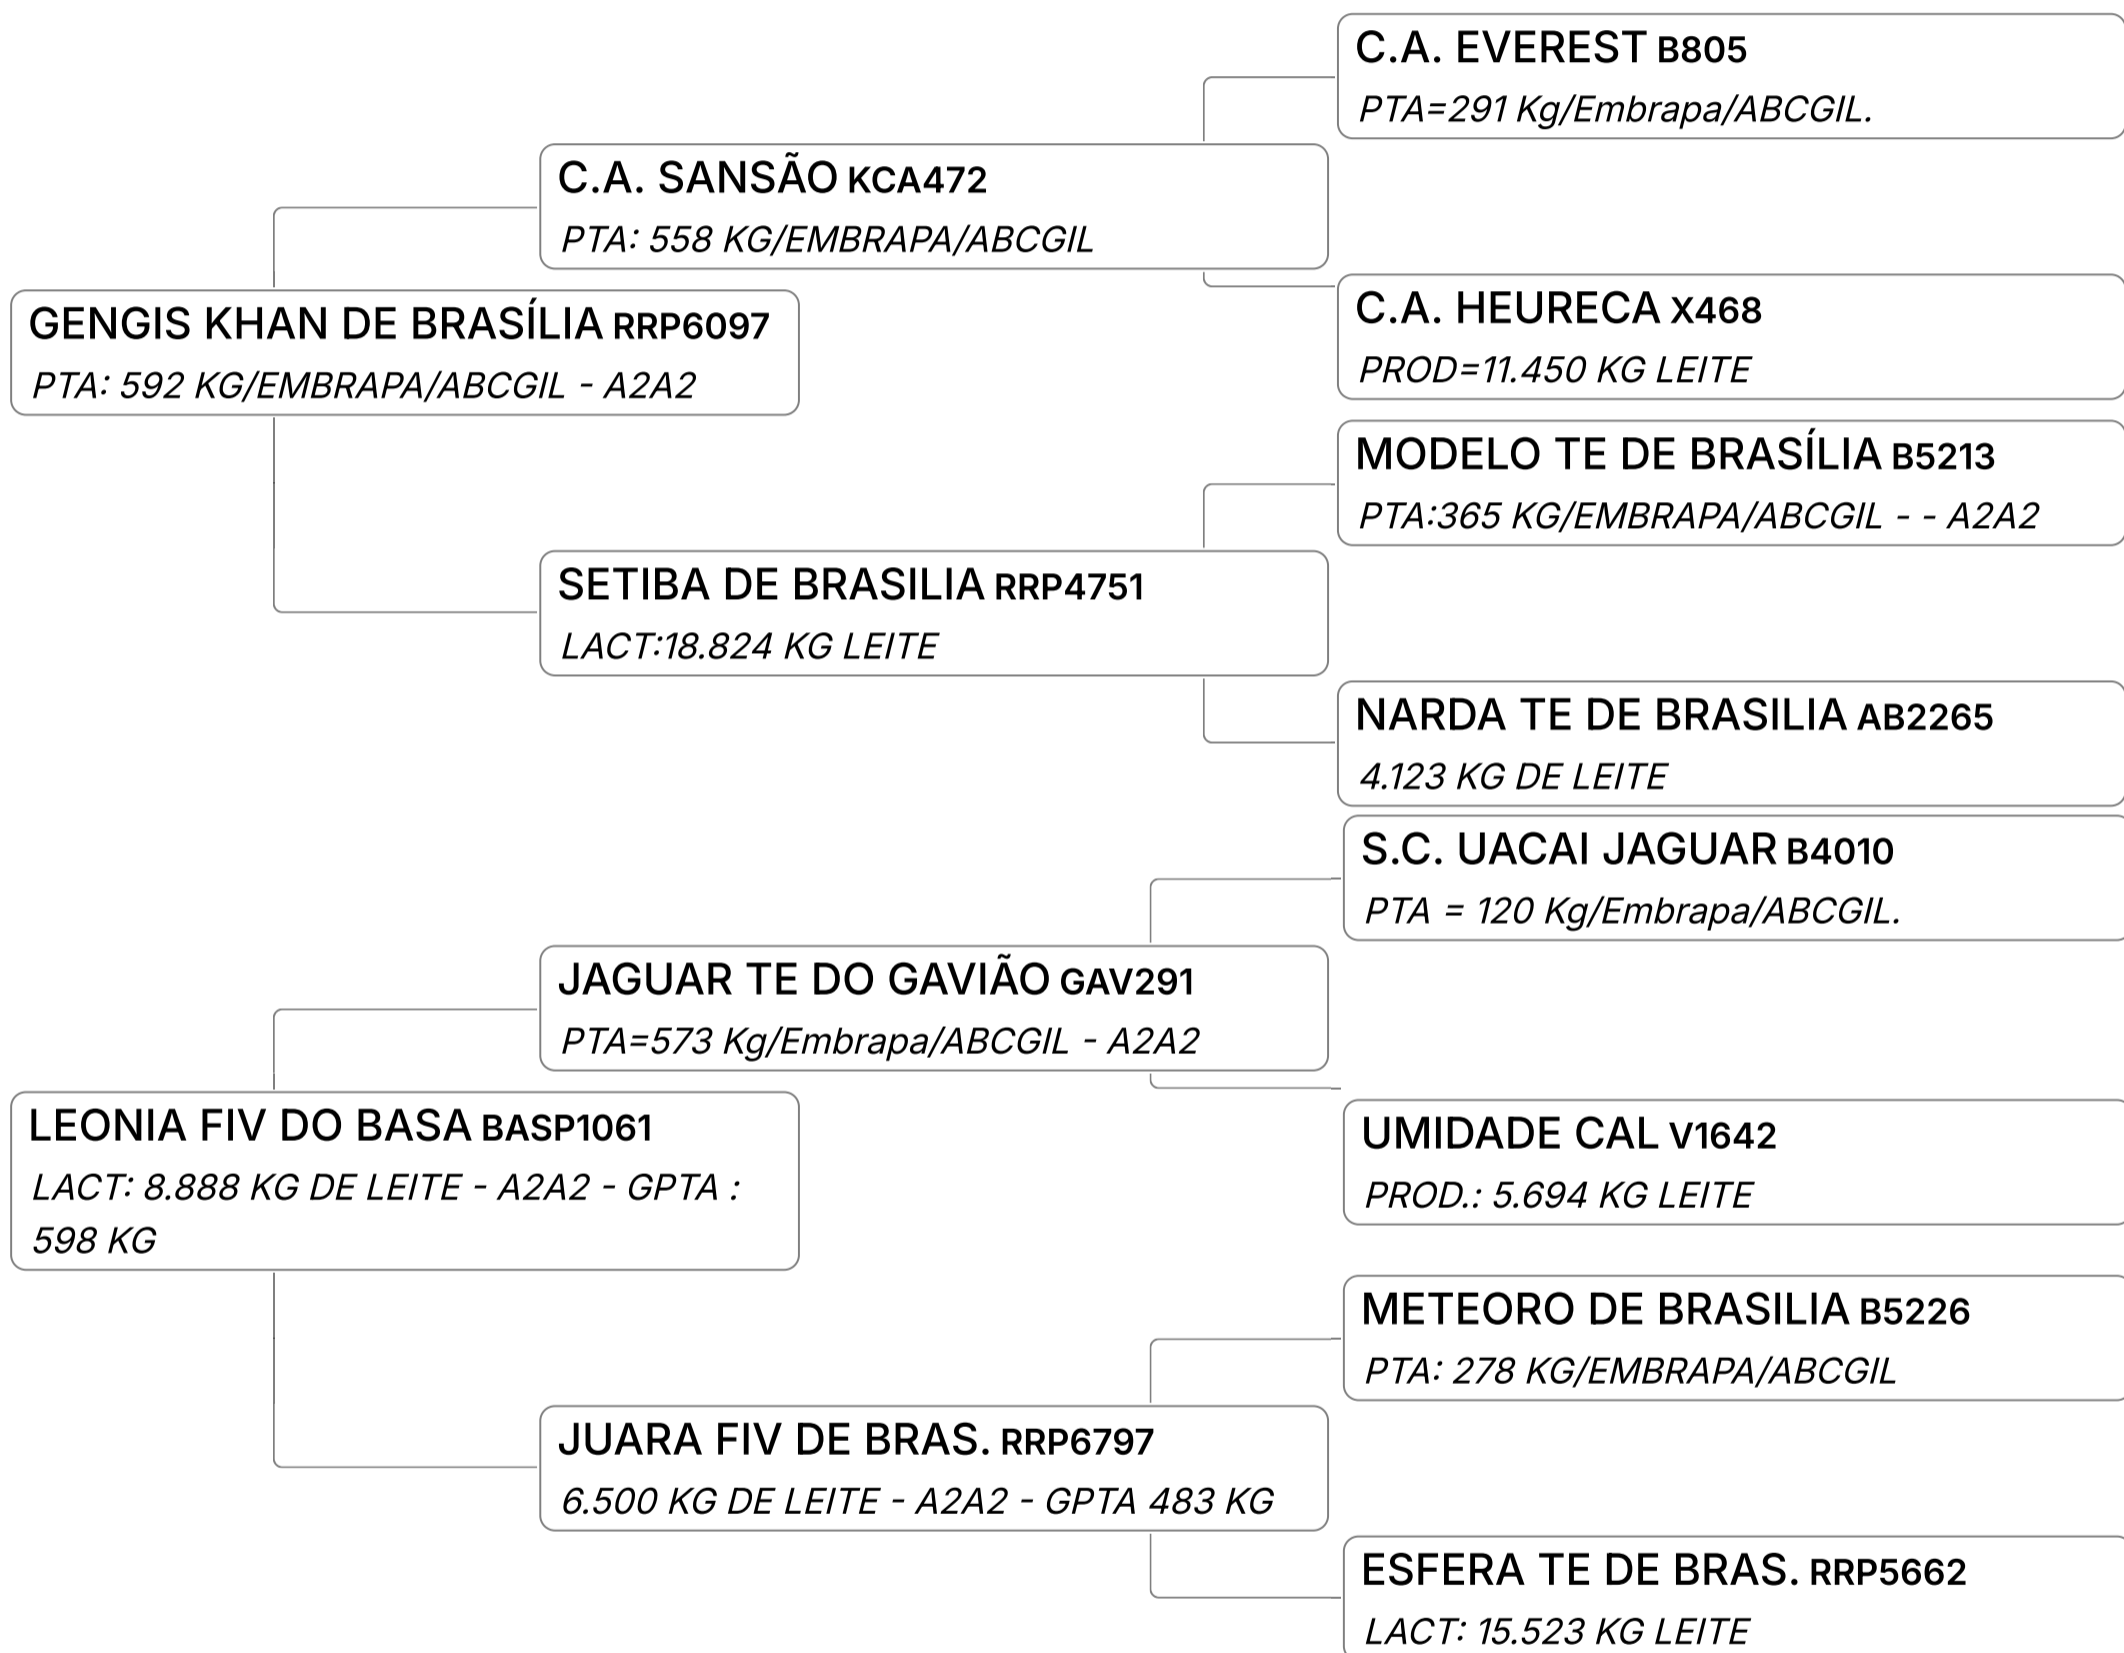 C.A. EVEREST B805
PTA=291 Kg/Embrapa/ABCGIL.
C.A. SANSÃO KCA472
PTA: 558 KG/EMBRAPA/ABCGIL
C.A. HEURECA X468
PROD=11.450 KG LEITE
GENGIS KHAN DE BRASÍLIA RRP6097
PTA: 592 KG/EMBRAPA/ABCGIL - A2A2
MODELO TE DE BRASÍLIA B5213
PTA:365 KG/EMBRAPA/ABCGIL - - A2A2
SETIBA DE BRASILIA RRP4751
LACT:18.824 KG LEITE
NARDA TE DE BRASILIA AB2265
4.123 KG DE LEITE
S.C. UACAI JAGUAR B4010
PTA = 120 Kg/Embrapa/ABCGIL.
JAGUAR TE DO GAVIÃO GAV291
PTA=573 Kg/Embrapa/ABCGIL - A2A2
UMIDADE CAL V1642
PROD.: 5.694 KG LEITE
LEONIA FIV DO BASA BASP1061
LACT: 8.888 KG DE LEITE - A2A2 - GPTA :
598 KG
METEORO DE BRASILIA B5226
PTA: 278 KG/EMBRAPA/ABCGIL
JUARA FIV DE BRAS. RRP6797
6.500 KG DE LEITE - A2A2 - GPTA 483 KG
ESFERA TE DE BRAS. RRP5662
LACT: 15.523 KG LEITE